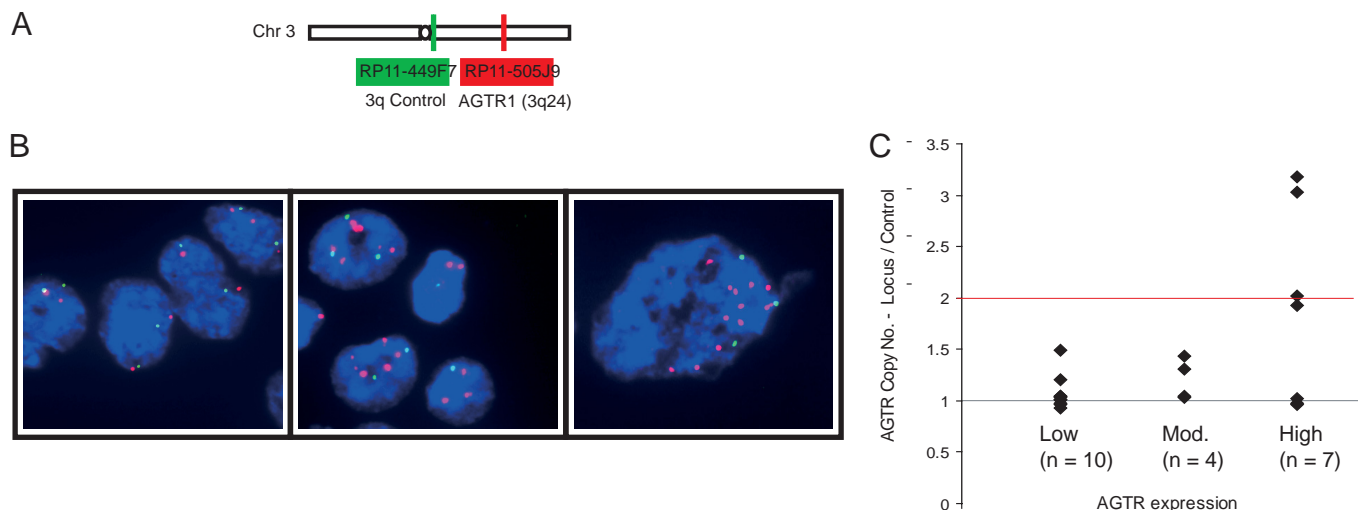 A
Chr 3
RP11-449F7 RP11-505J9
3q Control AGTR1 (3q24)
B
C
AGTR Copy No. - Locus / Control
3.5
3
2.5
2
1.5
1
0.5
0
Low
(n = 10)
Mod.
(n = 4)
High
(n = 7)
AGTR expression